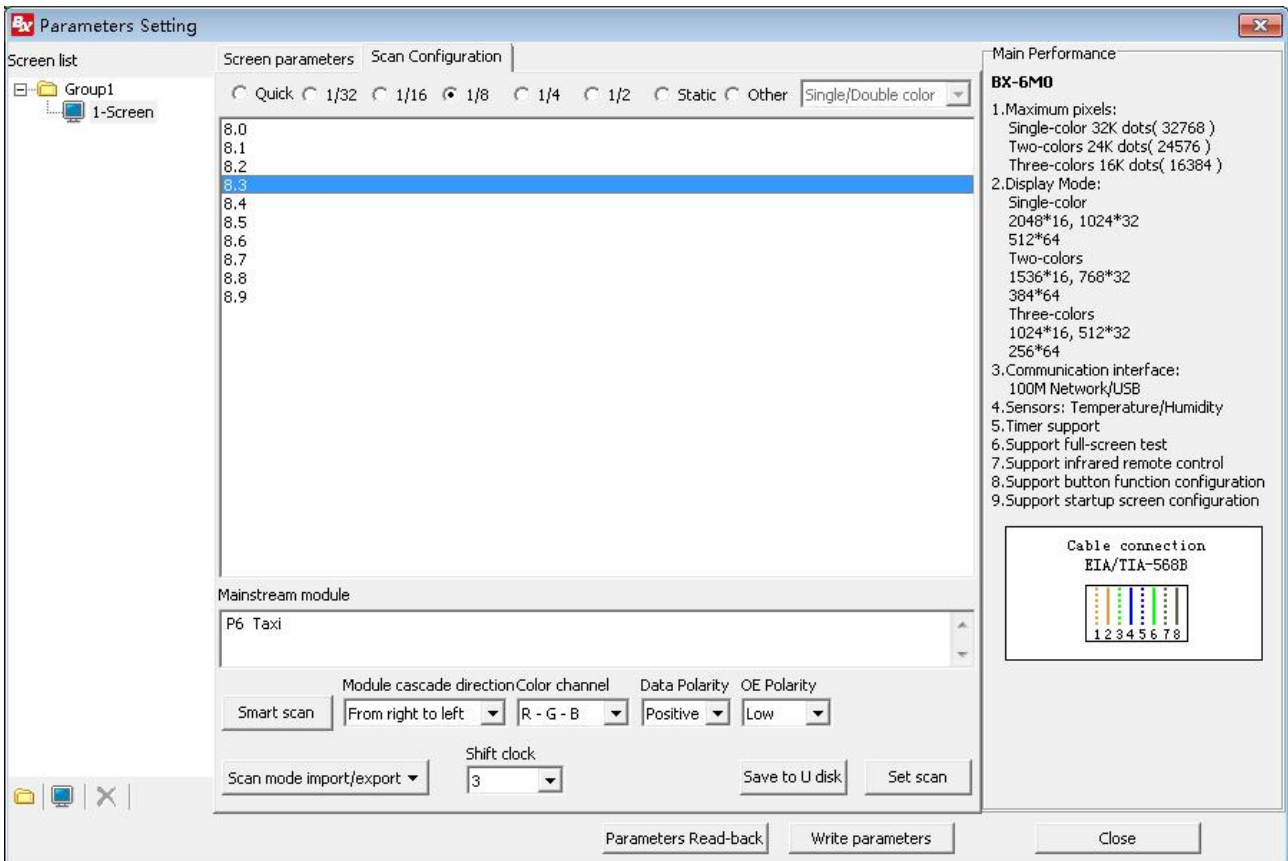 BX Parameters Setting
Screen list
Group1
1-Screen
Screen parameters Scan Configuration
Quick 1/32 1/16 1/8 1/4 1/2 Static Other Single/Double color
8.0
8.1
8.2
8.3
8.4
8.5
8.6
8.7
8.8
8.9
Mainstream module
P6 Taxi
Module cascade direction Color channel Data Polarity OE Polarity
Smart scan From right to left R - G - B Positive Low
Shift clock
Scan mode import/export 3 Save to U disk Set scan
Main Performance
BX-6M0
1.Maximum pixels:
Single-color 32K dots( 32768 )
Two-colors 24K dots( 24576 )
Three-colors 16K dots( 16384 )
2.Display Mode:
Single-color
2048*16, 1024*32
512*64
Two-colors
1536*16, 768*32
384*64
Three-colors
1024*16, 512*32
256*64
3.Communication interface:
100M Network/USB
4.Sensors: Temperature/Humidity
5.Timer support
6.Support full-screen test
7.Support infrared remote control
8.Support button function configuration
9.Support startup screen configuration
Cable connection
EIA/TIA-568B
12345678
Parameters Read-back Write parameters Close